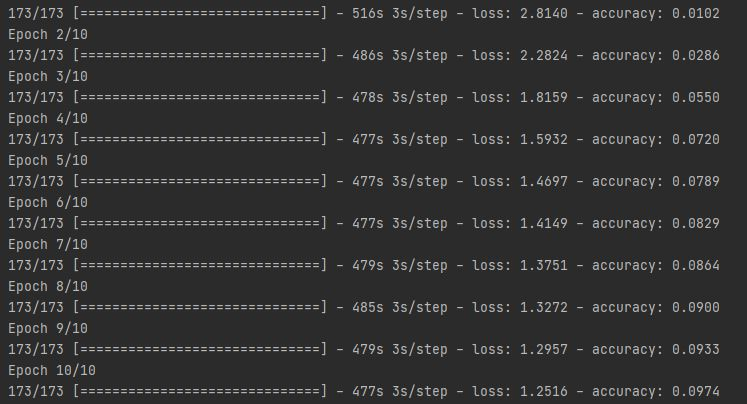 173/173 [==============================] - 516s 3s/step - loss: 2.8140 - accuracy: 0.0102
Epoch 2/10
173/173 [==============================] - 486s 3s/step - loss: 2.2824 - accuracy: 0.0286
Epoch 3/10
173/173 [==============================] - 478s 3s/step - loss: 1.8159 - accuracy: 0.0550
Epoch 4/10
173/173 [==============================] - 477s 3s/step - loss: 1.5932 - accuracy: 0.0720
Epoch 5/10
173/173 [==============================] - 477s 3s/step - loss: 1.4697 - accuracy: 0.0789
Epoch 6/10
173/173 [==============================] - 477s 3s/step - loss: 1.4149 - accuracy: 0.0829
Epoch 7/10
173/173 [==============================] - 479s 3s/step - loss: 1.3751 - accuracy: 0.0864
Epoch 8/10
173/173 [==============================] - 485s 3s/step - loss: 1.3272 - accuracy: 0.0900
Epoch 9/10
173/173 [==============================] - 479s 3s/step - loss: 1.2957 - accuracy: 0.0933
Epoch 10/10
173/173 [==============================] - 477s 3s/step - loss: 1.2516 - accuracy: 0.0974